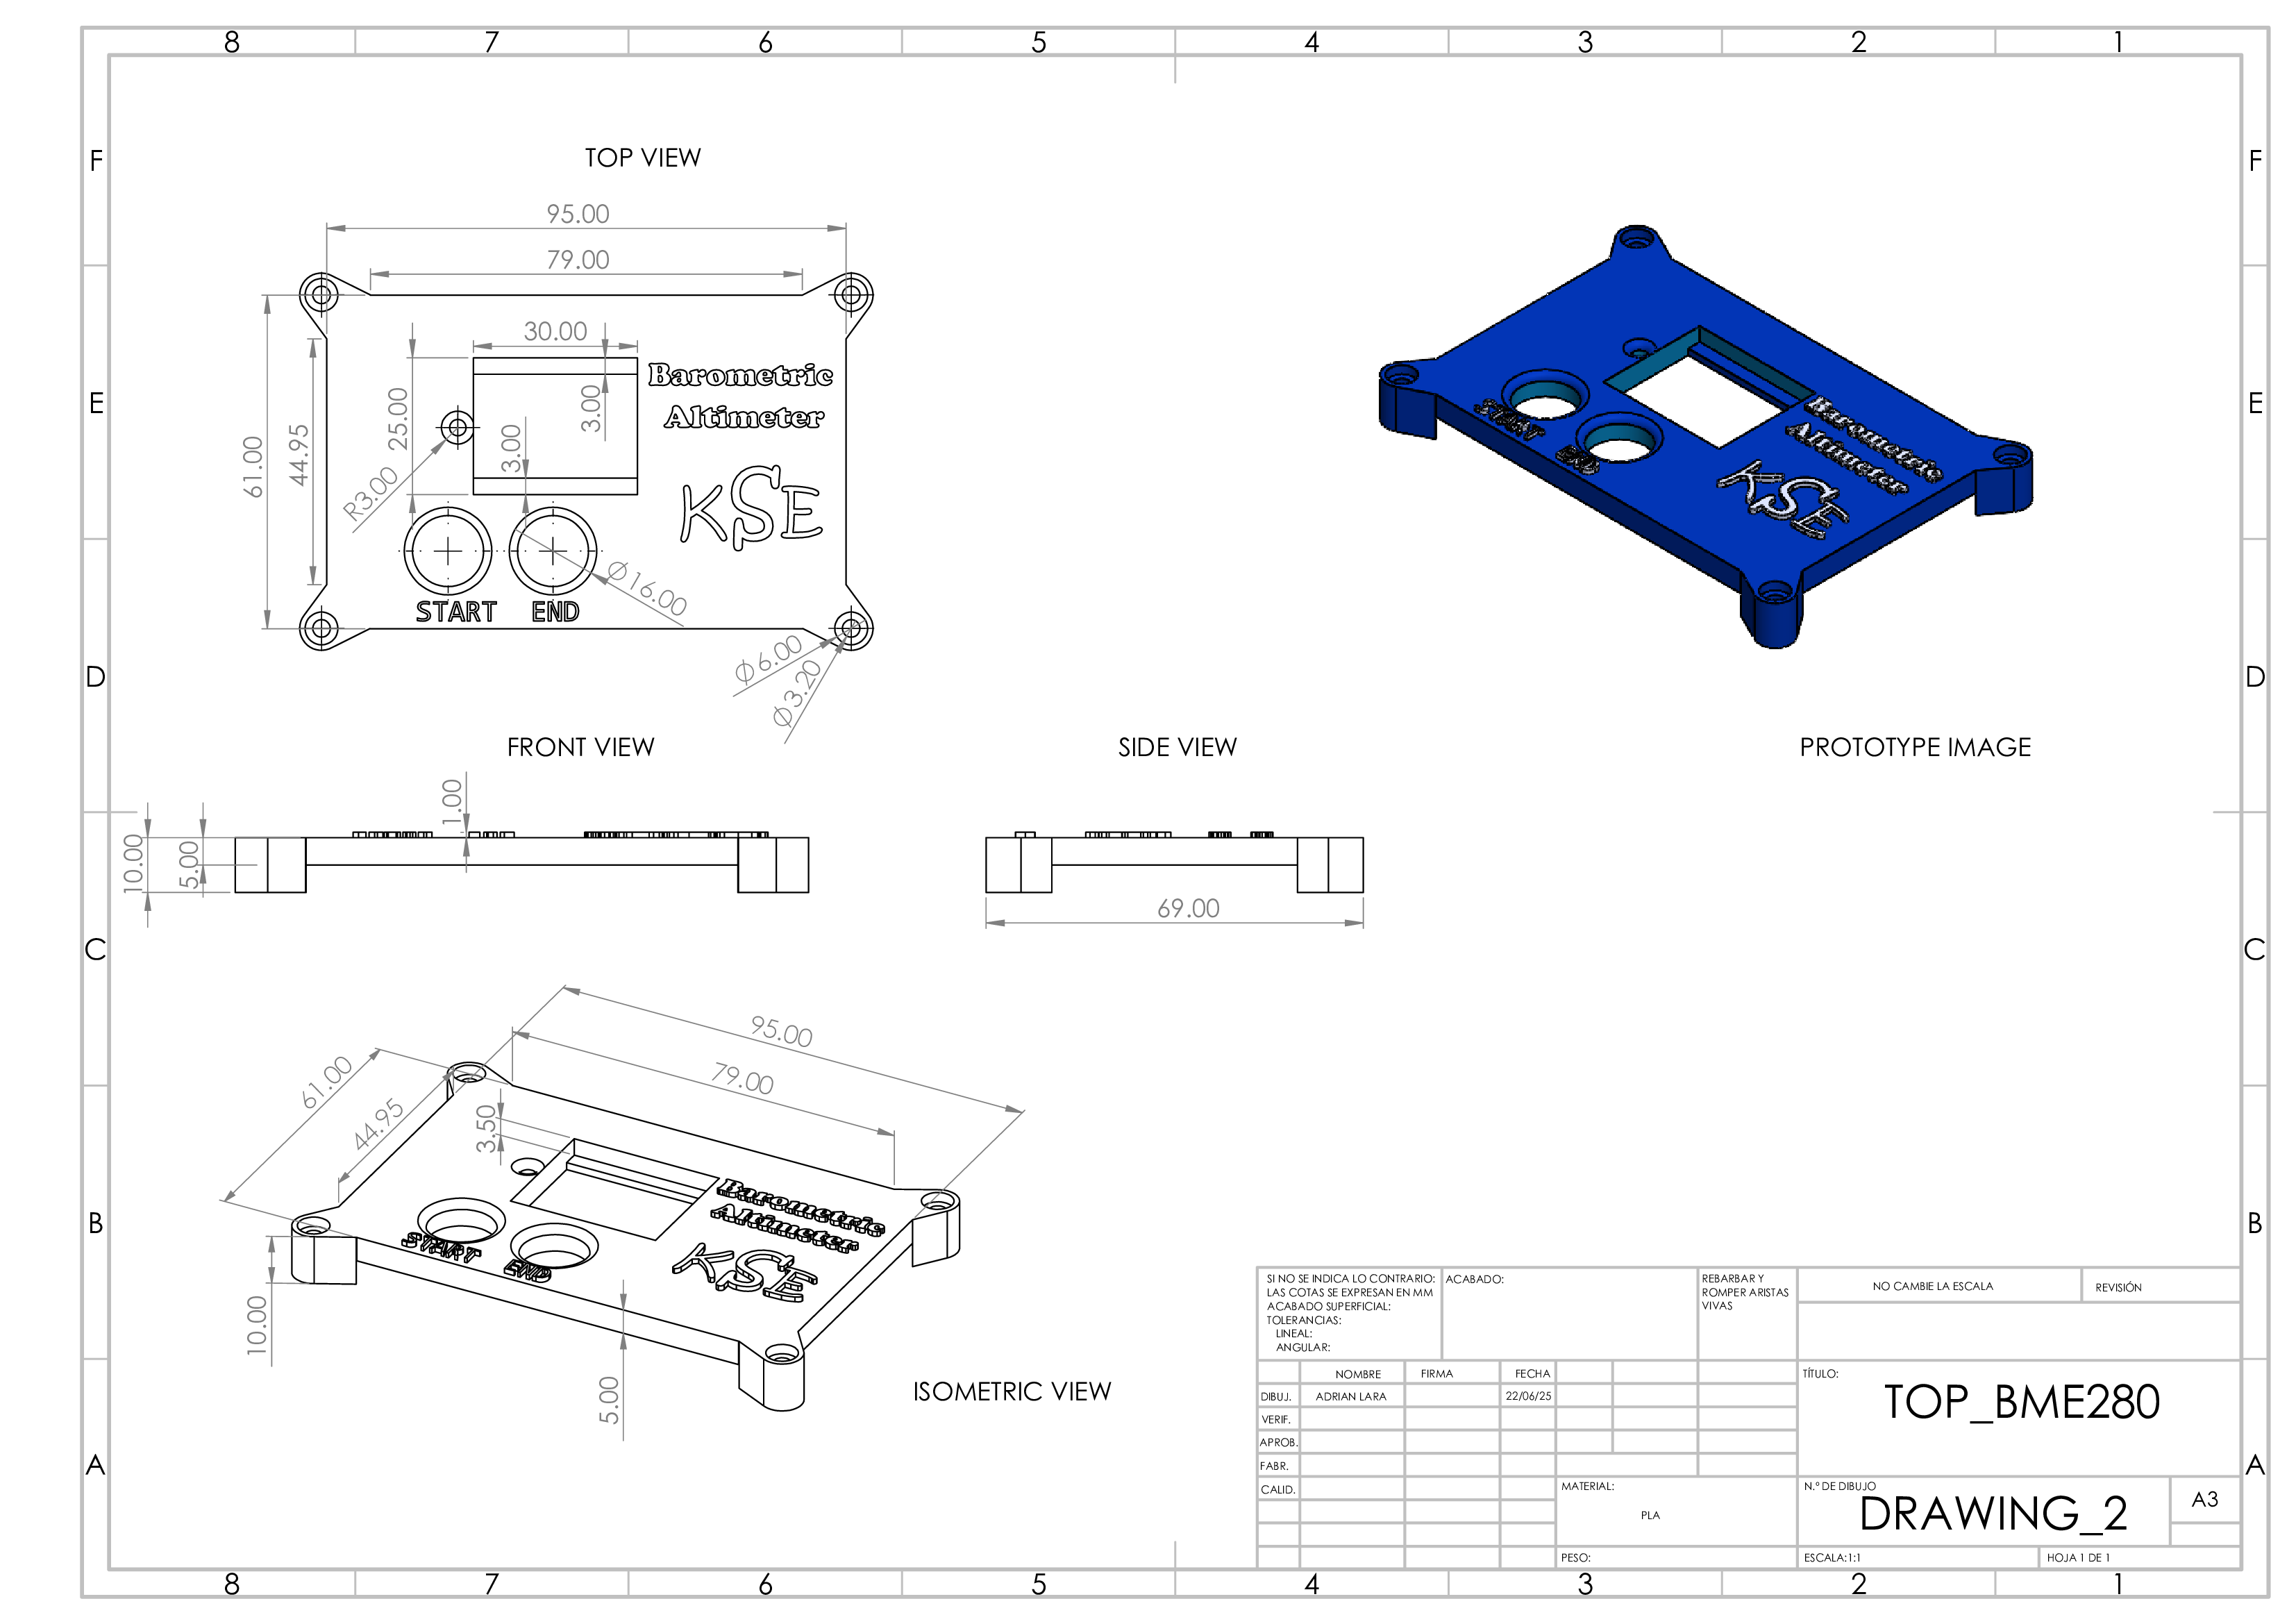 8 7 6 5 4 3 2 1
F F
E E
D D
C C
B B
A A
TOP VIEW
95.00
79.00
30.00
25.00
3.00
3.00
61.00
44.95
R3.00
Barometric
Altimeter
KSE
START END
Ø16.00
Ø6.00
Ø3.20
PROTOTYPE IMAGE
START
END
Barometric
Altimeter
KSE
FRONT VIEW
1.00
10.00
5.00
SIDE VIEW
69.00
95.00
79.00
61.00
44.95
3.50
Barometric
Altimeter
KSE
START
END
10.00
5.00
ISOMETRIC VIEW
SI NO SE INDICA LO CONTRARIO:
LAS COTAS SE EXPRESAN EN MM
ACABADO SUPERFICIAL:
TOLERANCIAS:
LINEAL:
ANGULAR:
ACABADO:
REBARBAR Y
ROMPER ARISTAS
VIVAS
NO CAMBIE LA ESCALA
REVISIÓN
NOMBRE FIRMA FECHA
DIBUJ. ADRIAN LARA 22/06/25
VERIF.
APROB.
FABR.
CALID.
TÍTULO:
TOP_BME280
MATERIAL:
PLA
N.º DE DIBUJO
DRAWING_2
A3
PESO:
ESCALA:1:1
HOJA 1 DE 1
8 7 6 5 4 3 2 1